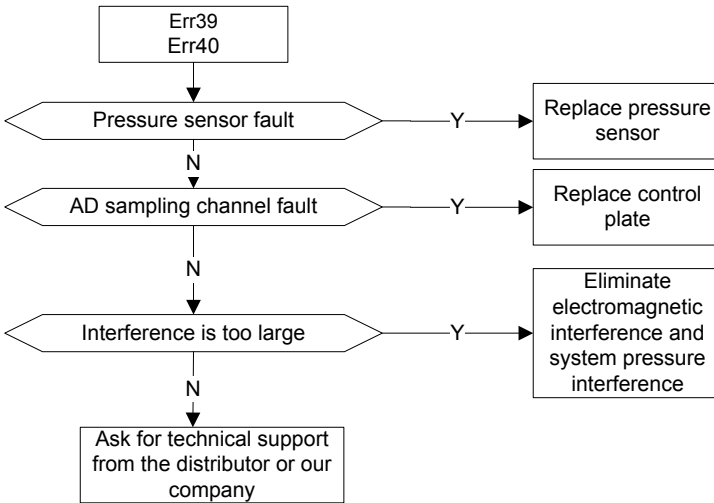 Err39
Err40
Pressure sensor fault
Y
Replace pressure
sensor
N
AD sampling channel fault
Y
Replace control
plate
N
Interference is too large
Y
Eliminate
electromagnetic
interference and
system pressure
interference
N
Ask for technical support
from the distributor or our
company